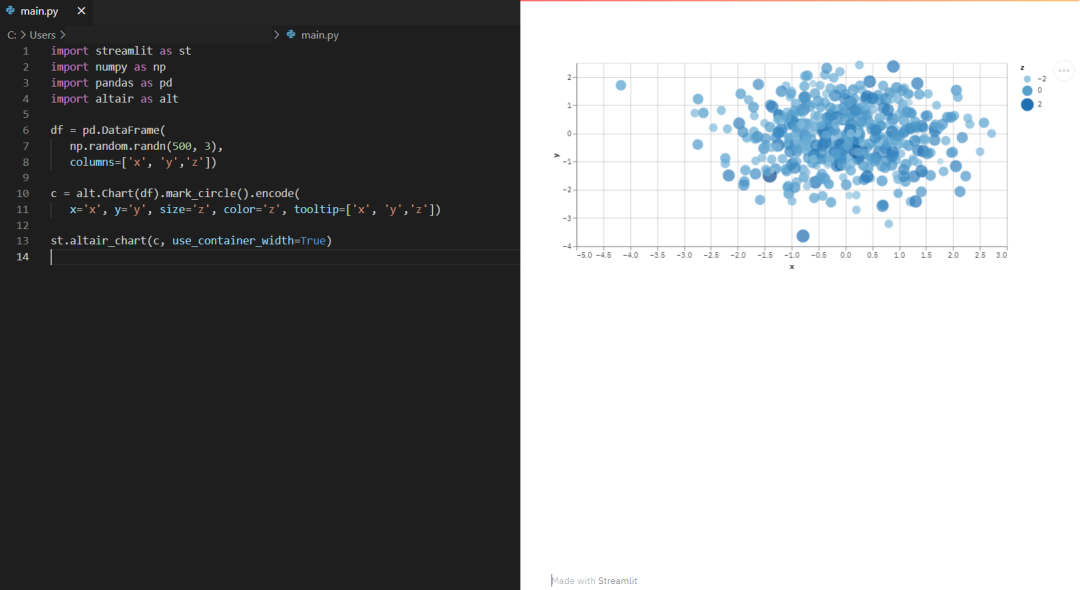 main.py ×
C: > Users > > main.py
1 import streamlit as st
2 import numpy as np
3 import pandas as pd
4 import altair as alt
5
6 df = pd.DataFrame(
7 np.random.randn(500, 3),
8 columns=['x', 'y','z'])
9
10 c = alt.Chart(df).mark_circle().encode(
11 x='x', y='y', size='z', color='z', tooltip=['x', 'y','z'])
12
13 st.altair_chart(c, use_container_width=True)
14
z
−2
0
2
2
1
0
−1
−2
−3
−4
y
−5.0 −4.5 −4.0 −3.5 −3.0 −2.5 −2.0 −1.5 −1.0 −0.5 0.0 0.5 1.0 1.5 2.0 2.5 3.0
x
Made with Streamlit